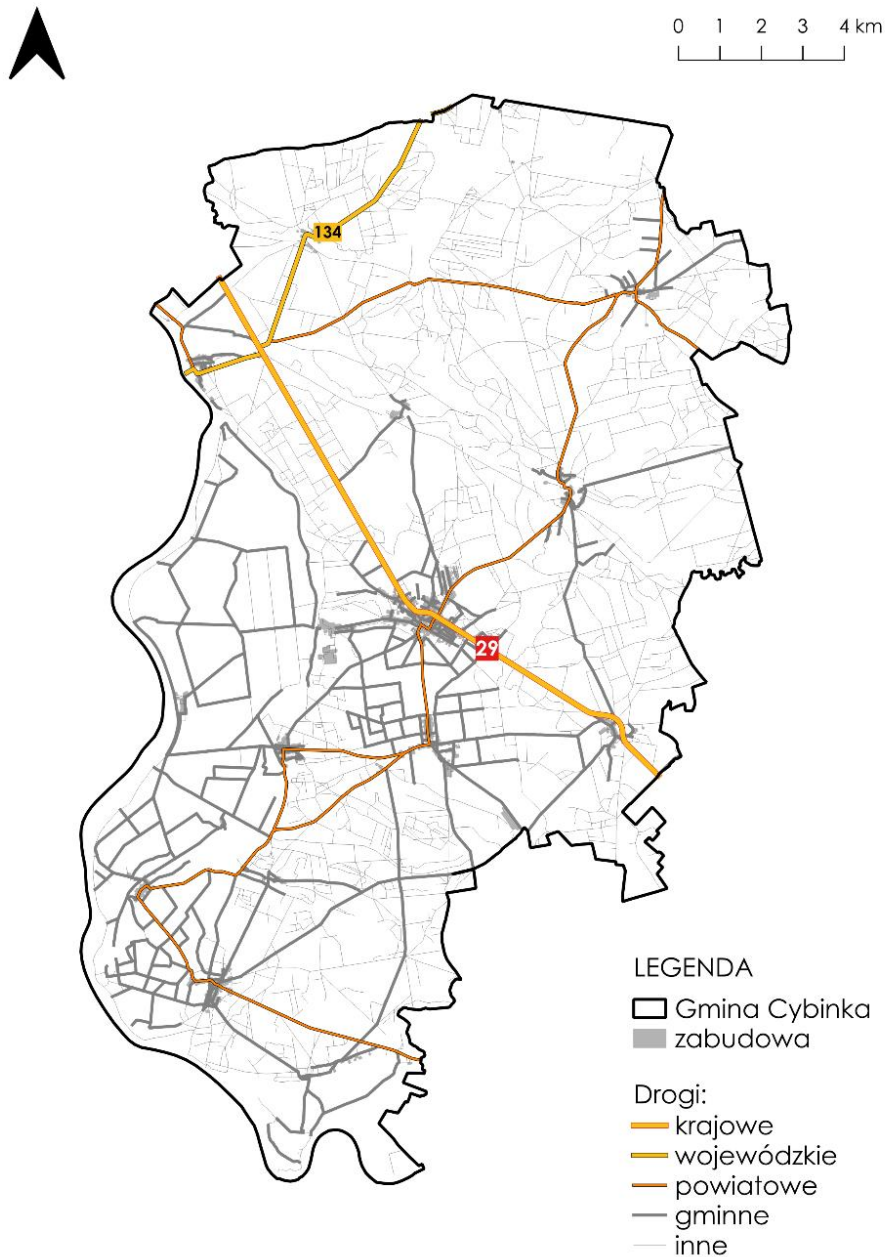 0 1 2 3 4 km
134
29
LEGENDA
Gmina Cybinka
zabudowa
Drogi:
krajowe
wojewódzkie
powiatowe
gminne
inne